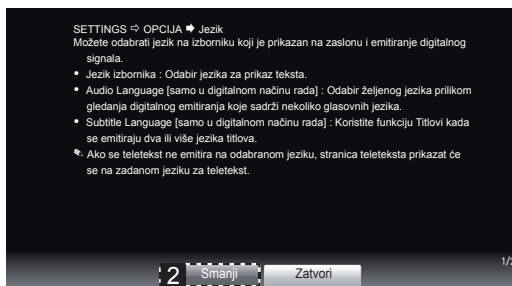 SETTINGS ⇨ OPCIJA ➡ Jezik
Možete odabrati jezik na izborniku koji je prikazan na zaslonu i emitiranje digitalnog
signala.
• Jezik izbornika : Odabir jezika za prikaz teksta.
• Audio Language [samo u digitalnom načinu rada] : Odabir željenog jezika prilikom
gledanja digitalnog emitiranja koje sadrži nekoliko glasovnih jezika.
• Subtitle Language [samo u digitalnom načinu rada] : Koristite funkciju Titlovi kada
se emitiraju dva ili više jezika titlova.
✎ Ako se teletekst ne emitira na odabranom jeziku, stranica teleteksta prikazat će
se na zadanom jeziku za teletekst.
1/2
2 Smanji Zatvori